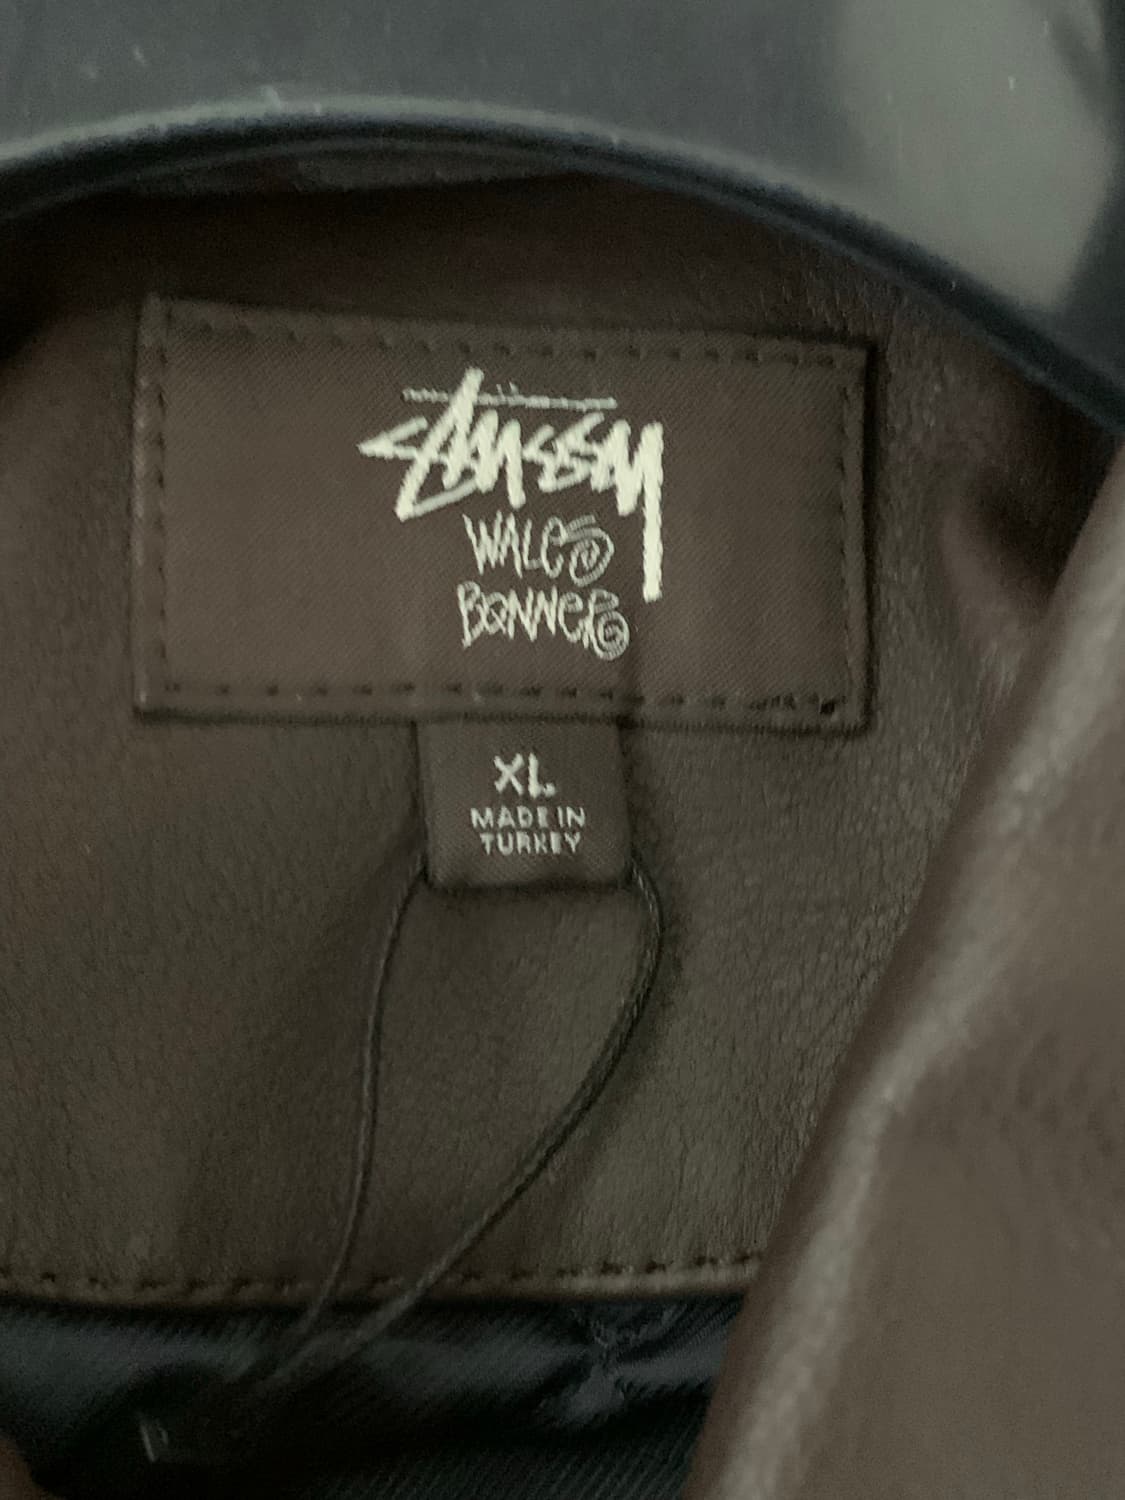 Stüssy
WALES
BONNER
XL
MADE IN
TURKEY